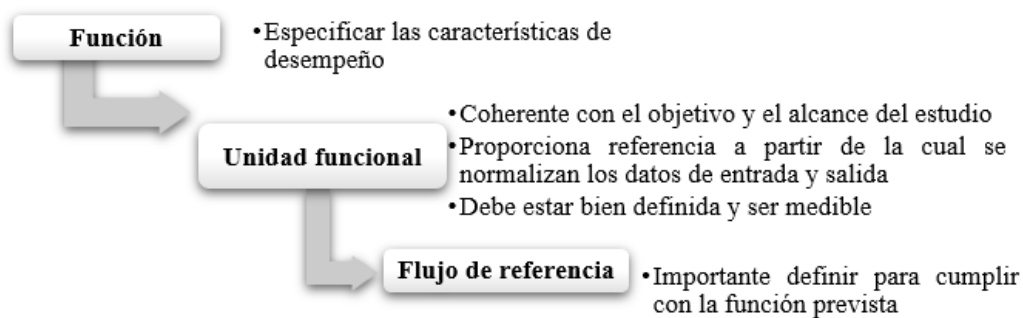 Función
•Especificar las características de
desempeño
Unidad funcional
•Coherente con el objetivo y el alcance del estudio
•Proporciona referencia a partir de la cual se
normalizan los datos de entrada y salida
•Debe estar bien definida y ser medible
Flujo de referencia
•Importante definir para cumplir
con la función prevista